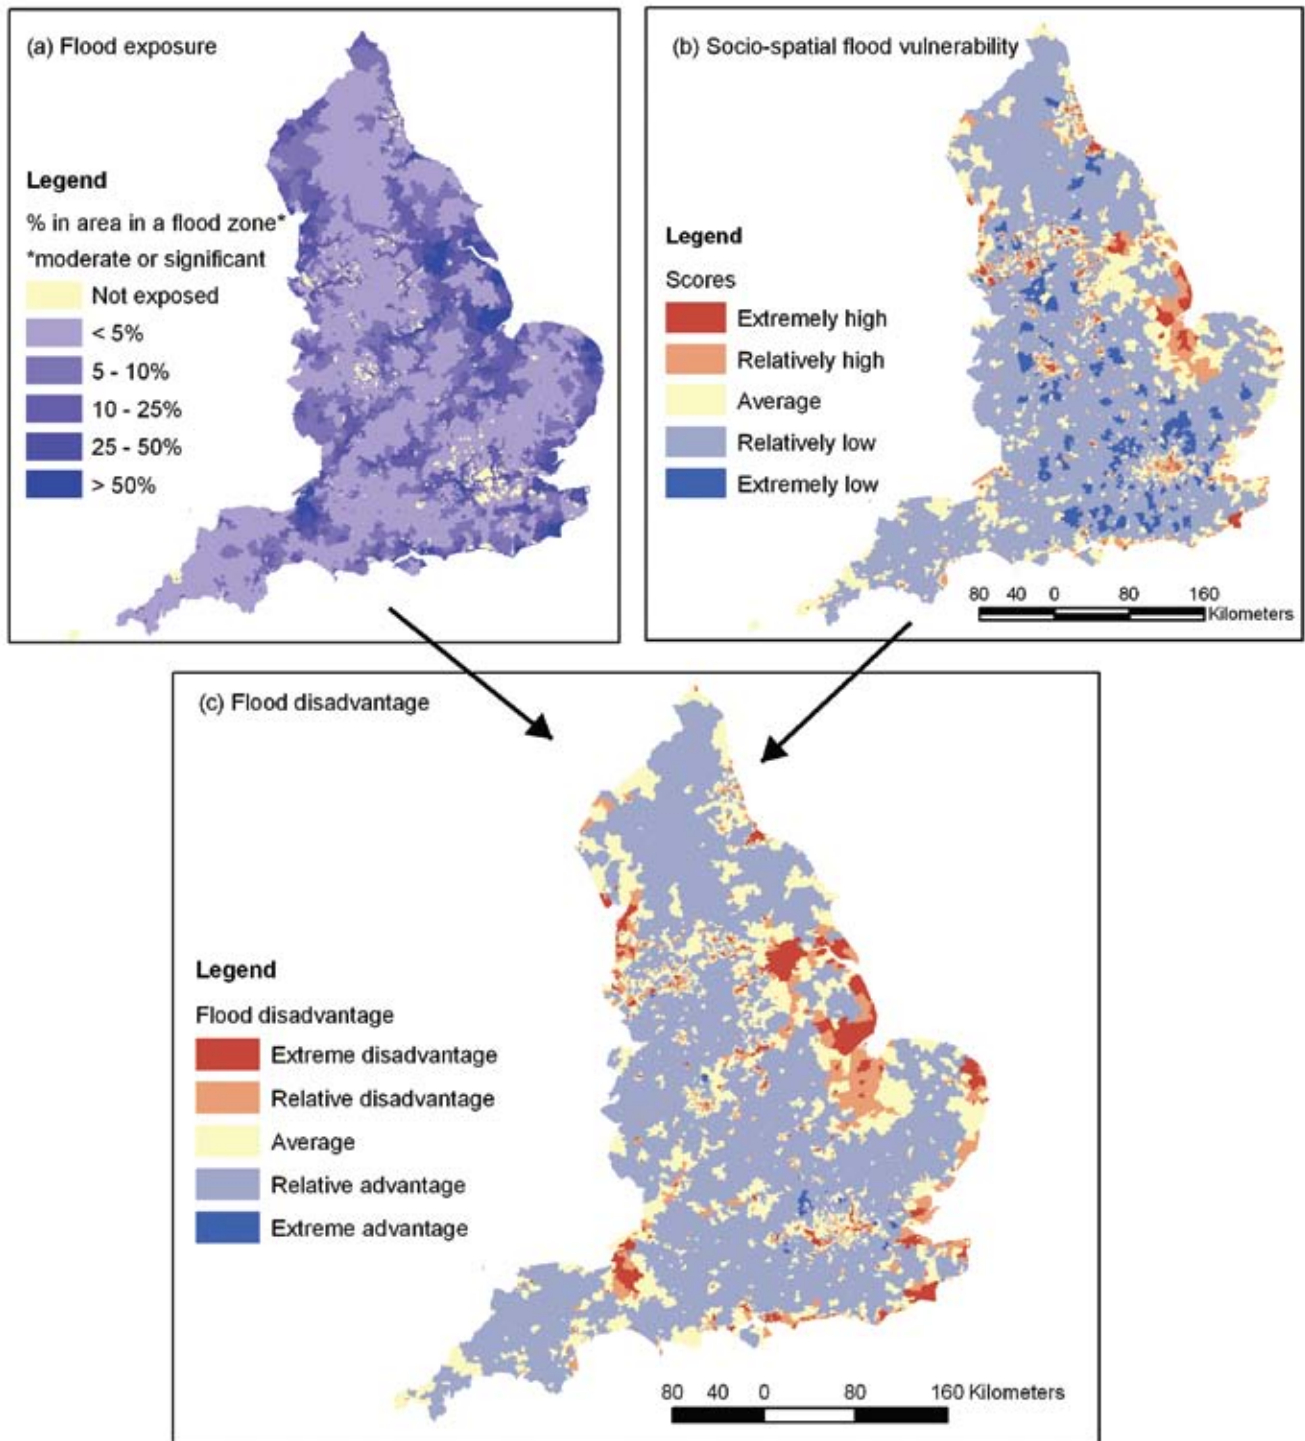 (a) Flood exposure
Legend
% in area in a flood zone*
*moderate or significant
Not exposed
< 5%
5 - 10%
10 - 25%
25 - 50%
> 50%
(b) Socio-spatial flood vulnerability
Legend
Scores
Extremely high
Relatively high
Average
Relatively low
Extremely low
80 40 0 80 160
Kilometers
(c) Flood disadvantage
Legend
Flood disadvantage
Extreme disadvantage
Relative disadvantage
Average
Relative advantage
Extreme advantage
80 40 0 80 160 Kilometers